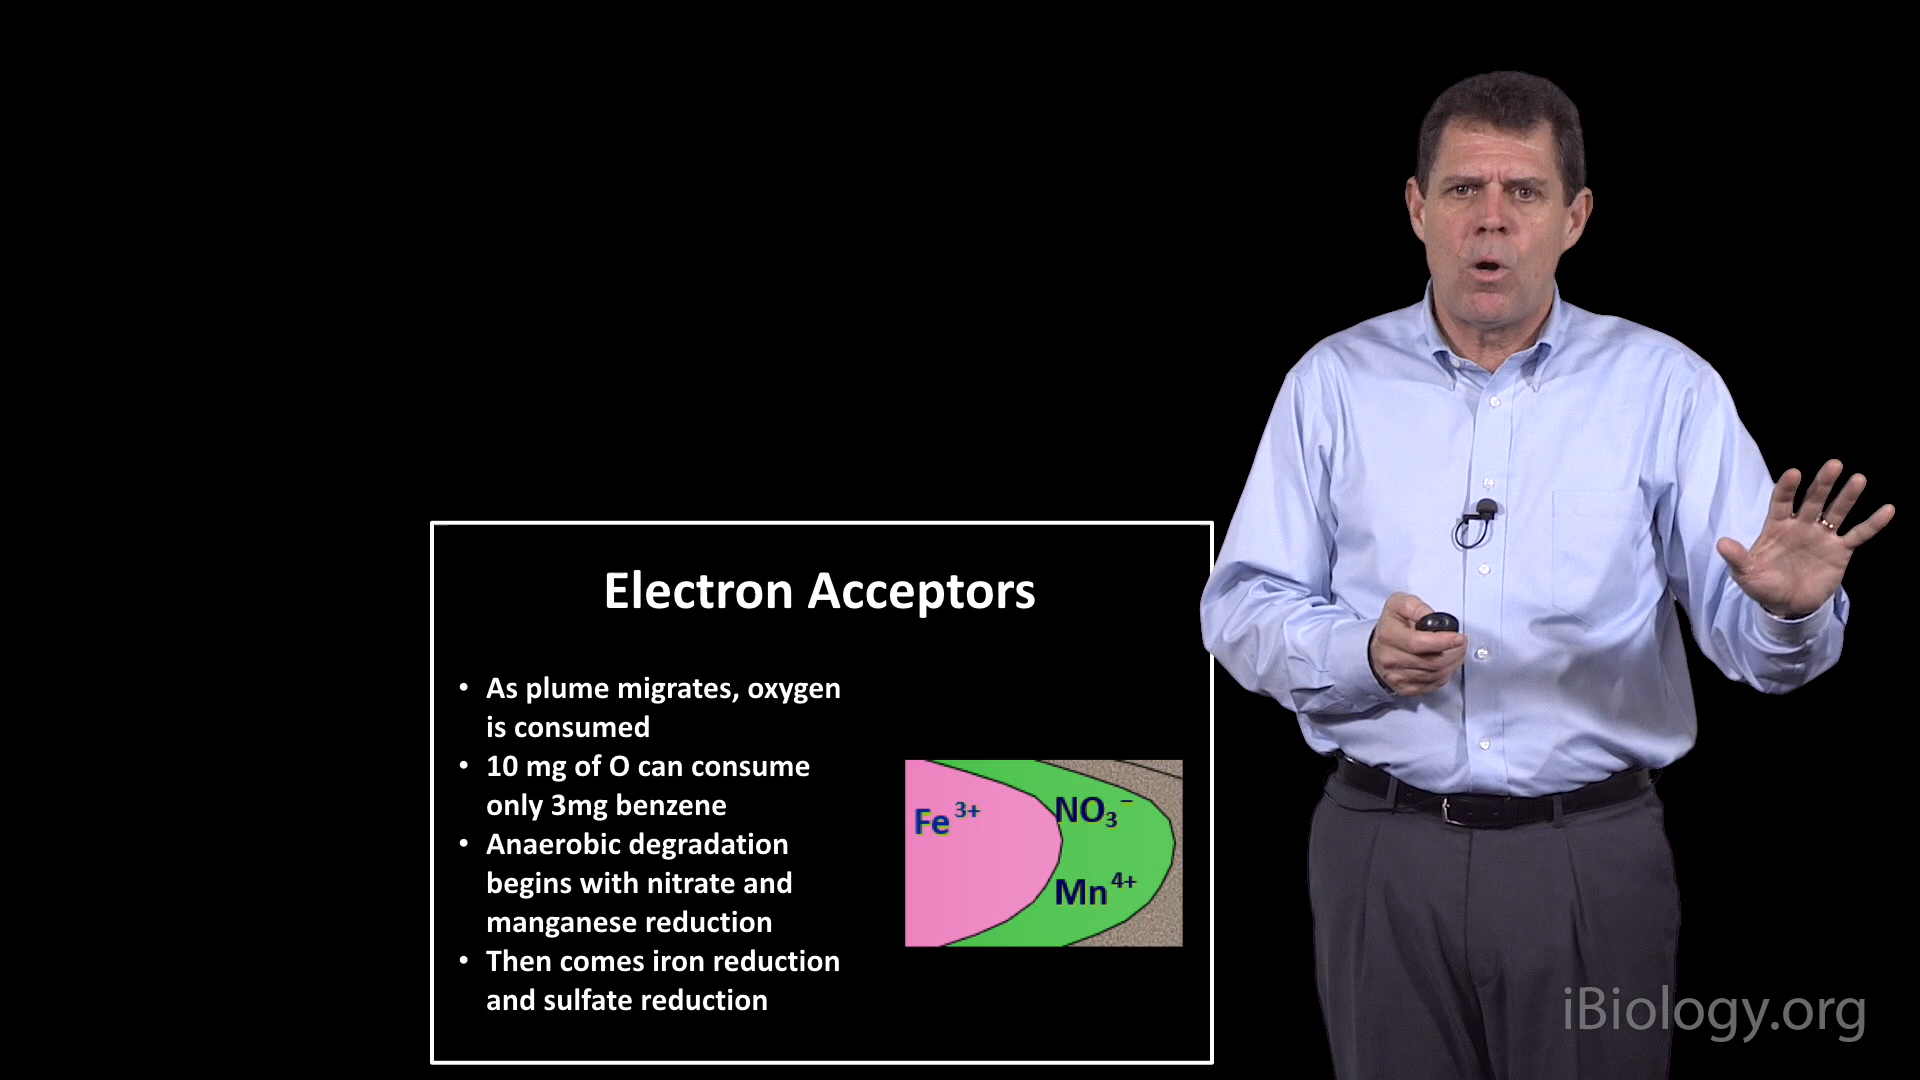 Electron Acceptors
• As plume migrates, oxygen
is consumed
• 10 mg of O can consume
only 3mg benzene
• Anaerobic degradation
begins with nitrate and
manganese reduction
• Then comes iron reduction
and sulfate reduction
Fe³⁺
NO₃⁻
Mn⁴⁺
iBiology.org